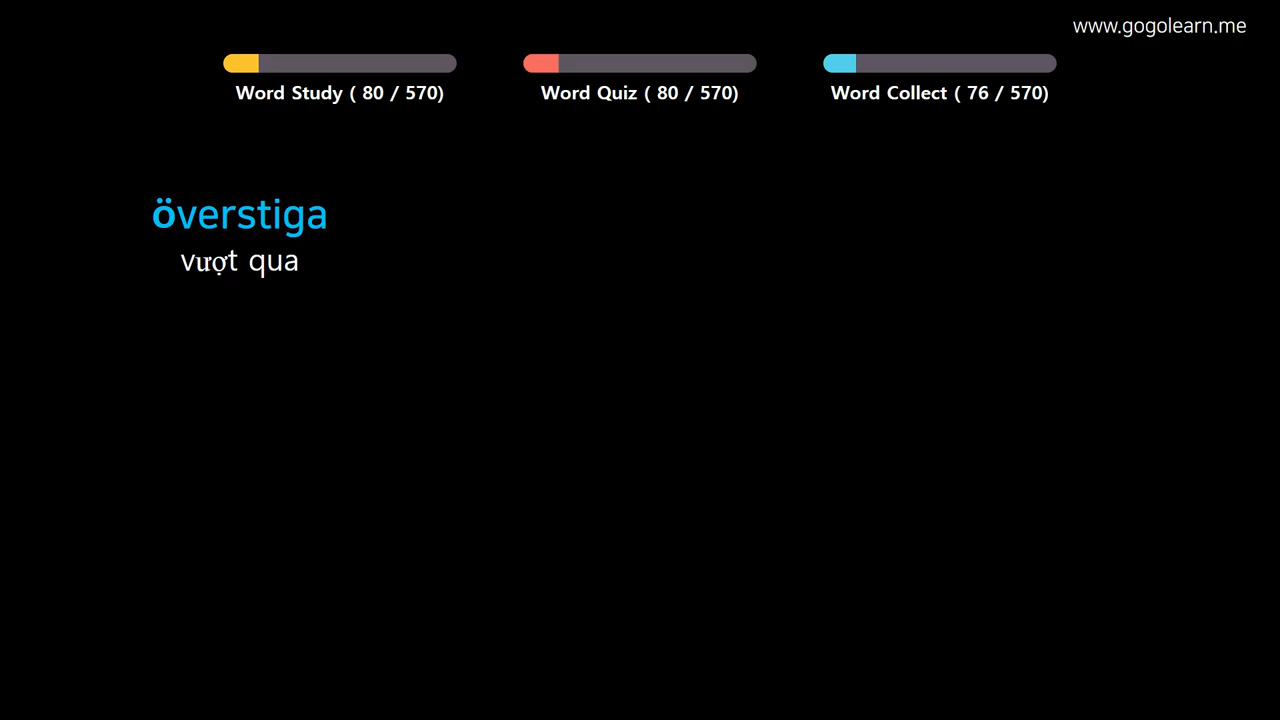 www.gogolearn.me
Word Study ( 80 / 570)
Word Quiz ( 80 / 570)
Word Collect ( 76 / 570)
överstiga
vượt qua